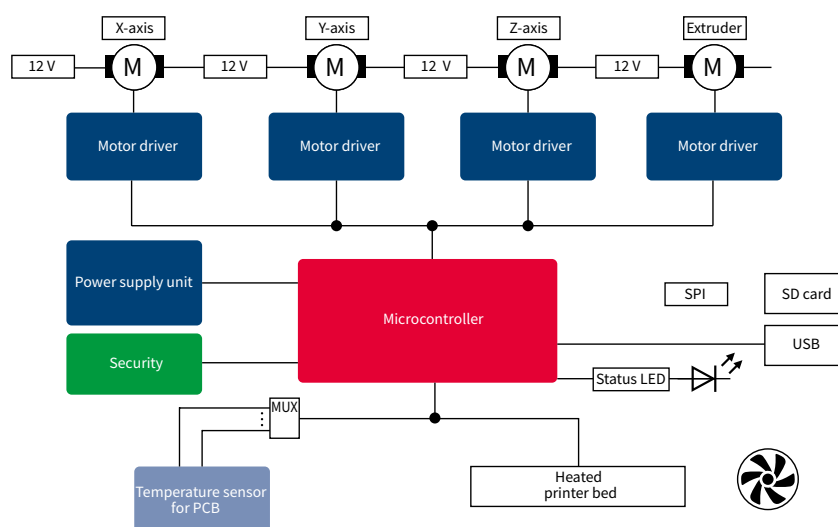 X-axis
Y-axis
Z-axis
Extruder
12 V
M
12 V
M
12 V
M
12 V
M
Motor driver
Motor driver
Motor driver
Motor driver
Power supply unit
Microcontroller
SPI
SD card
USB
Security
Status LED
MUX
Temperature sensor
for PCB
Heated
printer bed